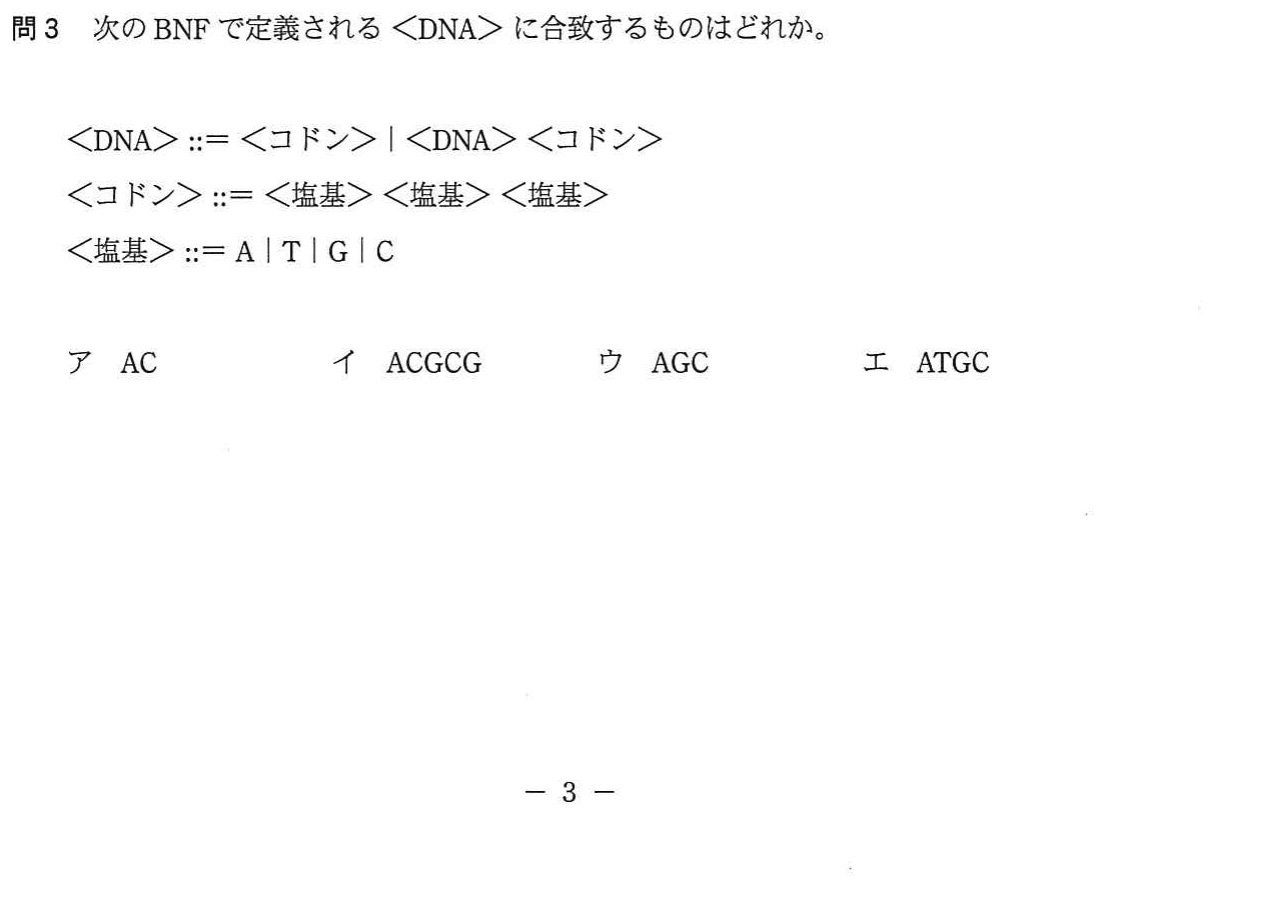 問3 次の BNF で定義される <DNA> に合致するものはどれか。
<DNA> ::= <コドン> | <DNA> <コドン>
<コドン> ::= <塩基> <塩基> <塩基>
<塩基> ::= A | T | G | C
ア AC イ ACGCG ウ AGC エ ATGC
− 3 −